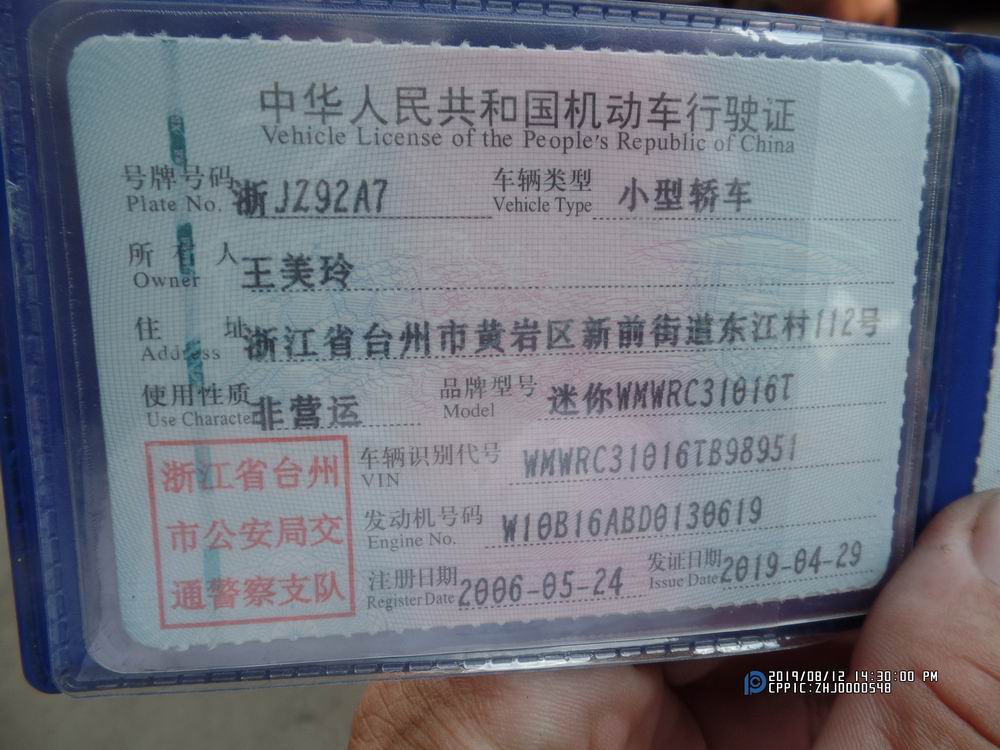 中华人民共和国机动车行驶证
Vehicle License of the People's Republic of China
号牌号码 浙JZ92A7 车辆类型 小型轿车
Plate No. Vehicle Type
所有人 王美玲
Owner
住址 浙江省台州市黄岩区新前街道东江村112号
Address
使用性质 非营运 品牌型号 迷你WMWRC31016T
Use Character Model
浙江省台州 车辆识别代号 WMWRC31016TB98951
VIN
市公安局交 发动机号码 W10B16ABD0130619
Engine No.
通警察支队 注册日期 2006-05-24 发证日期 2019-04-29
Register Date Issue Date
2019/08/12 14:30:00 PM
CPPIC:ZHJ0000548